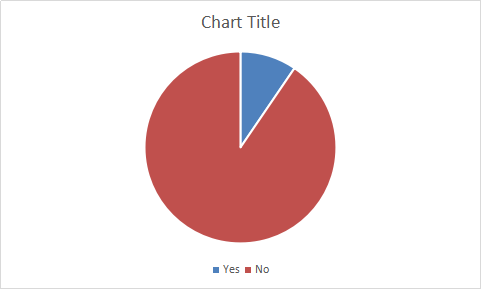 Chart Title
Yes No